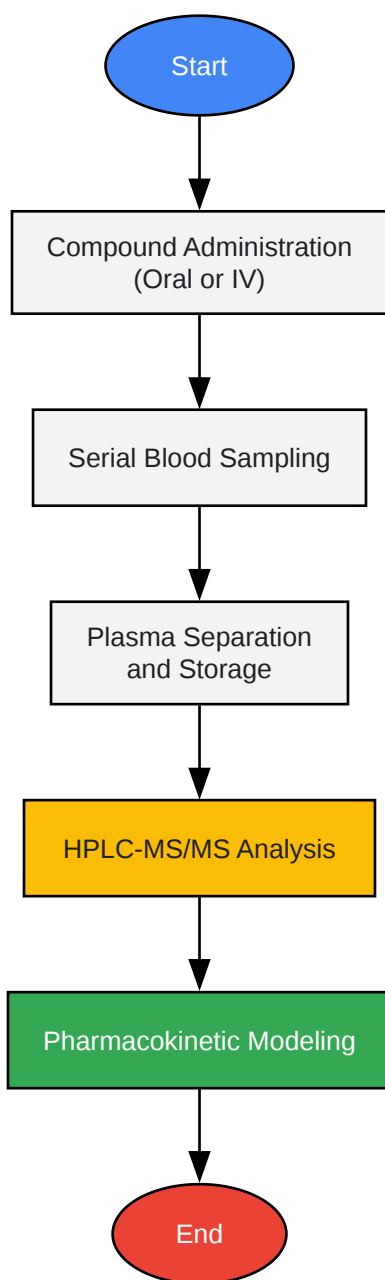 Start
Compound Administration
(Oral or IV)
Serial Blood Sampling
Plasma Separation
and Storage
HPLC-MS/MS Analysis
Pharmacokinetic Modeling
End